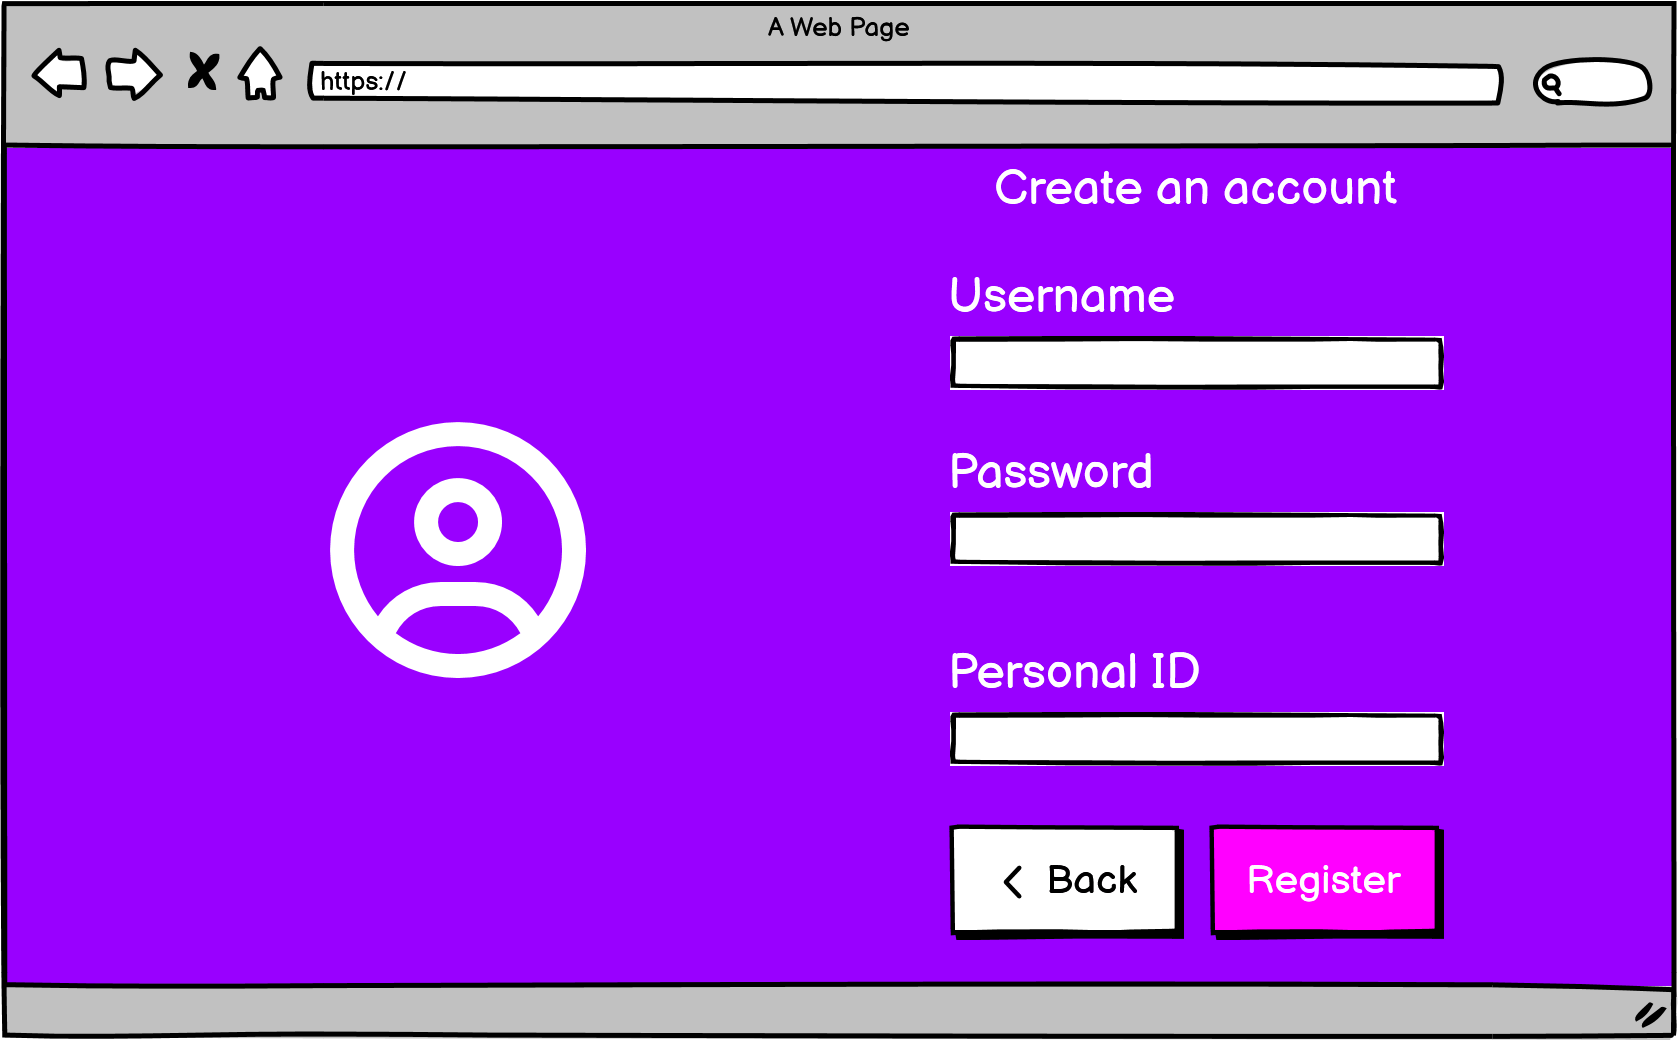 A Web Page
https://
Create an account
Username
Password
Personal ID
Back
Register